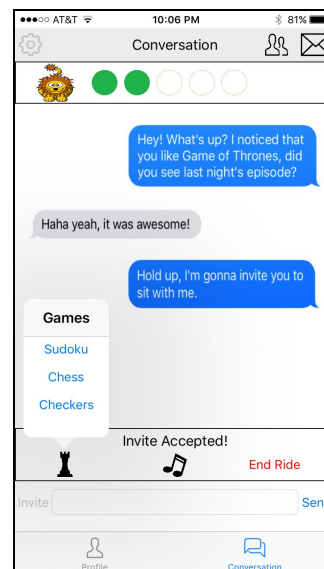 AT&T 10:06 PM 81%
Conversation
Hey! What's up? I noticed that
you like Game of Thrones, did
you see last night's episode?
Haha yeah, it was awesome!
Hold up, I'm gonna invite you to
sit with me.
Games
Sudoku
Chess
Checkers
Invite Accepted!
End Ride
Invite Sen
Profile Conversation